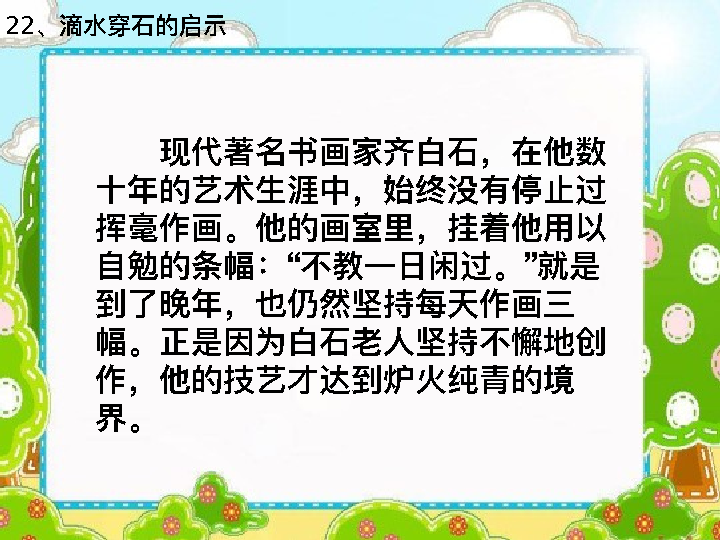 22、滴水穿石的启示
现代著名书画家齐白石，在他数
十年的艺术生涯中，始终没有停止过
挥毫作画。他的画室里，挂着他用以
自勉的条幅：“不教一日闲过。”就是
到了晚年，也仍然坚持每天作画三
幅。正是因为白石老人坚持不懈地创
作，他的技艺才达到炉火纯青的境
界。